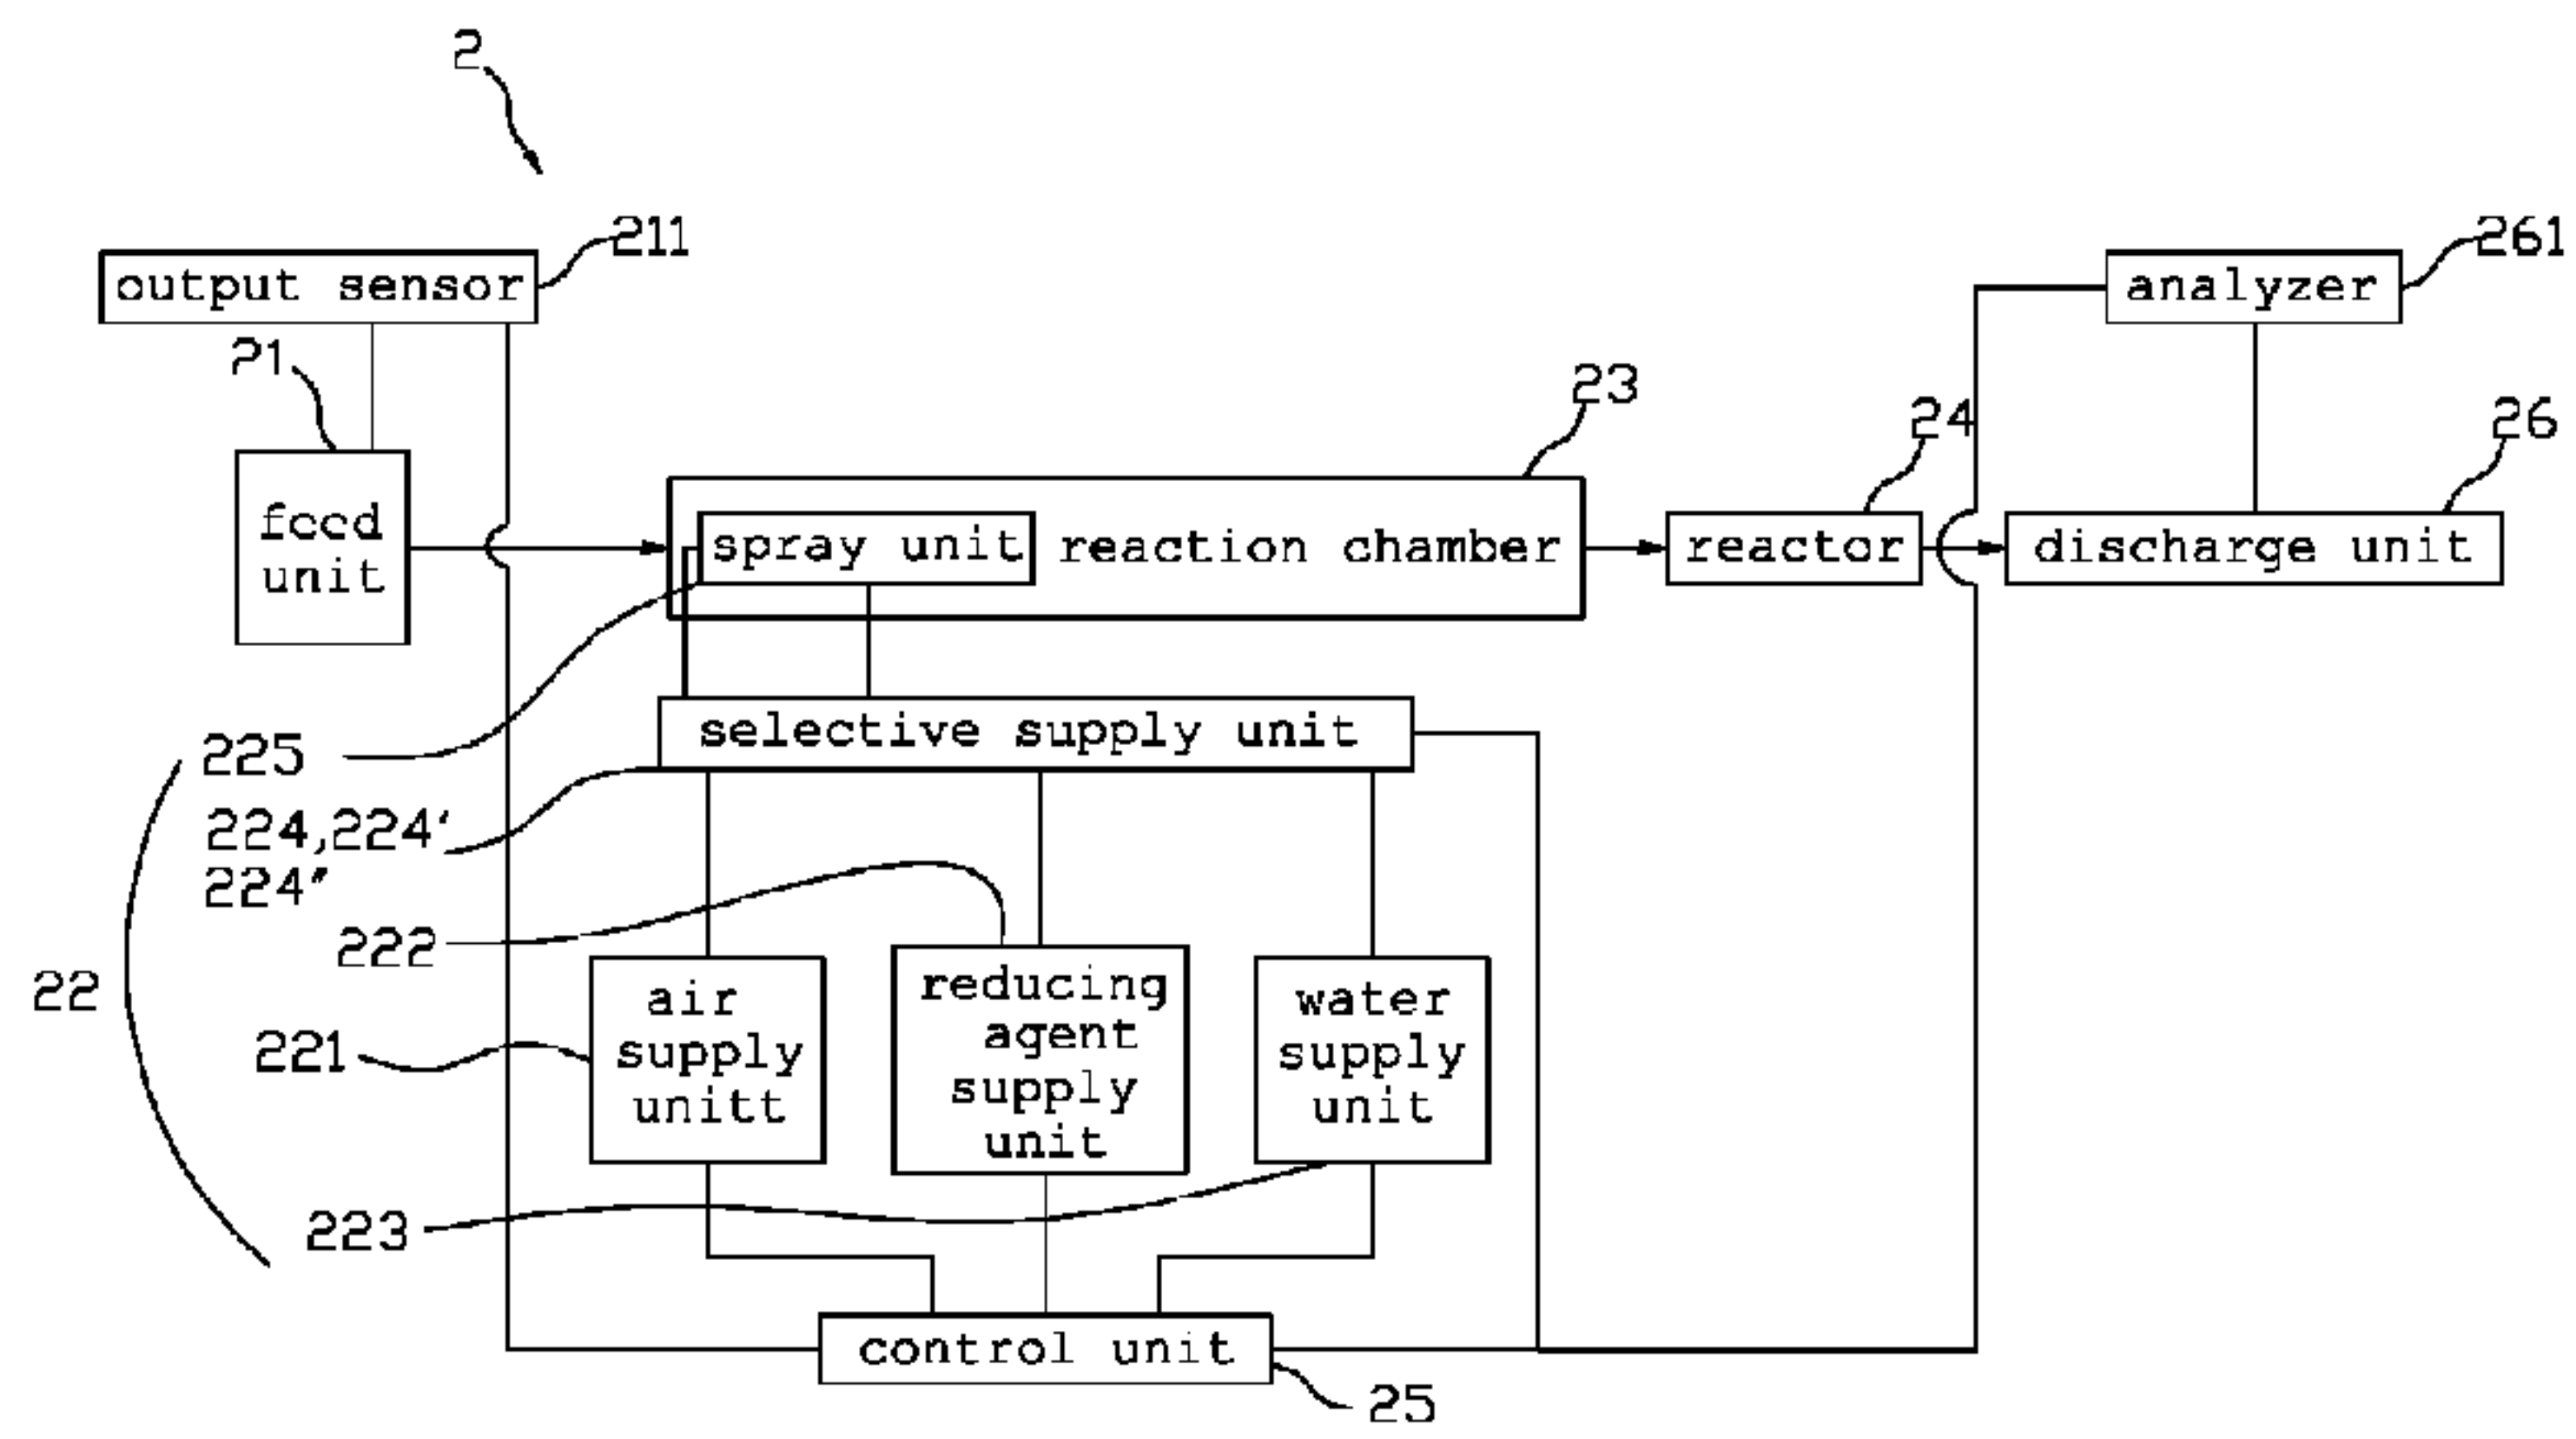 2
output sensor
211
analyzer
261
21
23
24
26
fccd
unit
spray unit
reaction chamber
reactor
discharge unit
selective supply unit
225
224,224'
224"
222
22
221
air
supply
unitt
reducing
agent
supply
unit
water
supply
unit
223
control unit
25